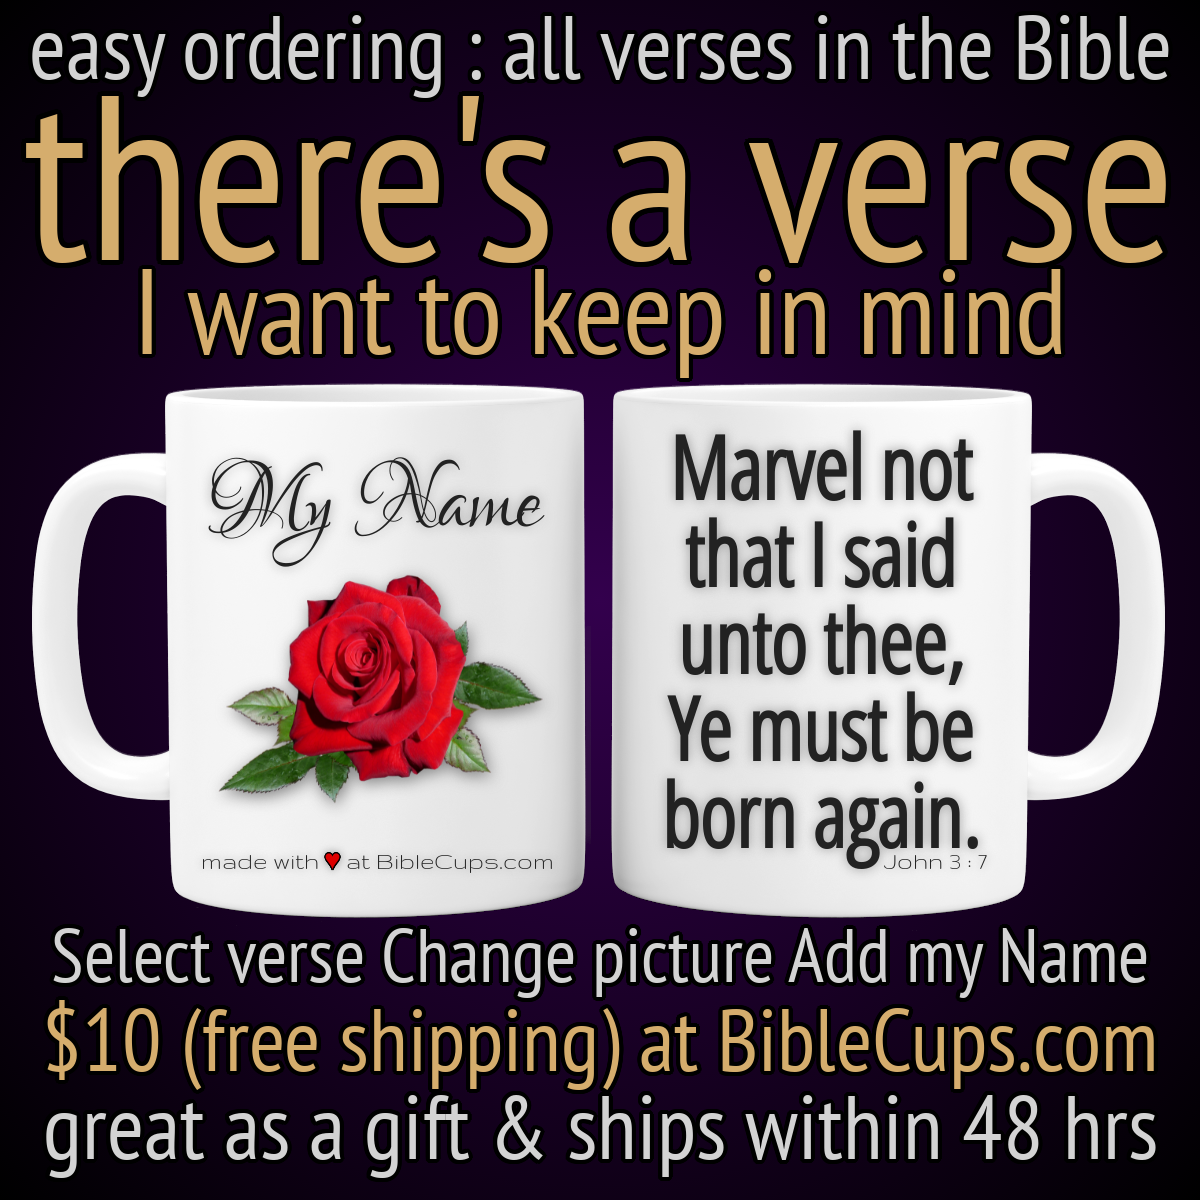 easy ordering : all verses in the Bible
there's a verse
I want to keep in mind
My Name
made with at BibleCups.com
Marvel not
that I said
unto thee,
Ye must be
born again.
John 3 : 7
Select verse Change picture Add my Name
$10 (free shipping) at BibleCups.com
great as a gift & ships within 48 hrs